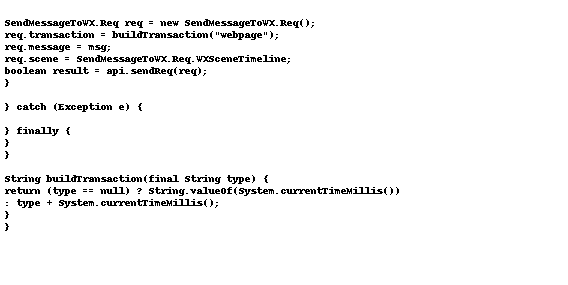 SendMessageToWX.Req req = new SendMessageToWX.Req();
req.transaction = buildTransaction("webpage");
req.message = msg;
req.scene = SendMessageToWX.Req.WXSceneTimeline;
boolean result = api.sendReq(req);
}
} catch (Exception e) {
} finally {
}
}
String buildTransaction(final String type) {
return (type == null) ? String.valueOf(System.currentTimeMillis())
: type + System.currentTimeMillis();
}
}